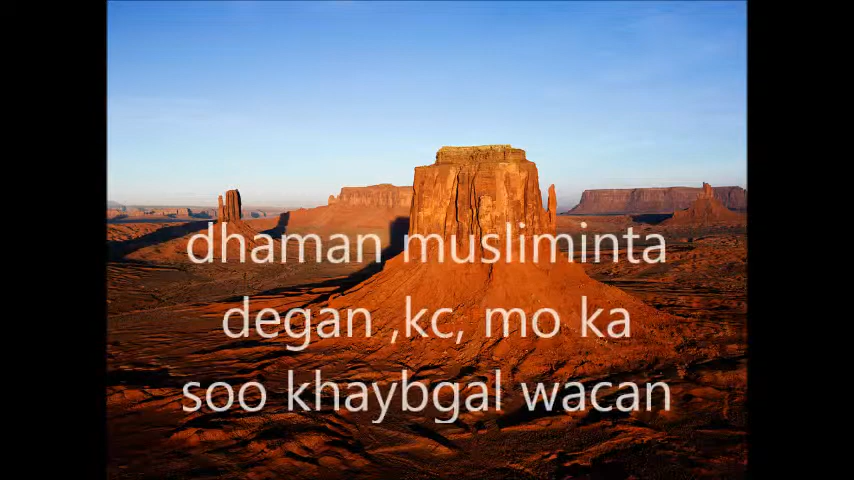 dhaman musliminta
degan ,kc, mo ka
soo khaybgal wacan